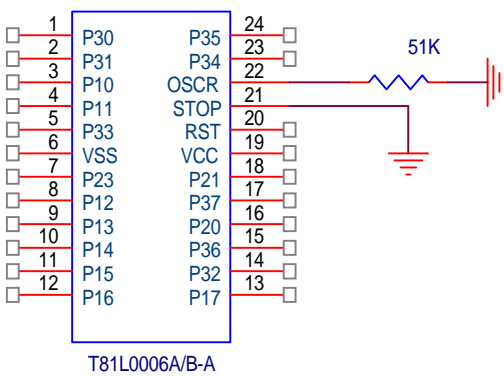 1 P30 P35 24
2 P31 P34 23
51K
3 P10 OSCR 22
4 P11 STOP 21
5 P33 RST 20
6 VSS VCC 19
7 P23 P21 18
8 P12 P37 17
9 P13 P20 16
10 P14 P36 15
11 P15 P32 14
12 P16 P17 13
T81L0006A/B-A